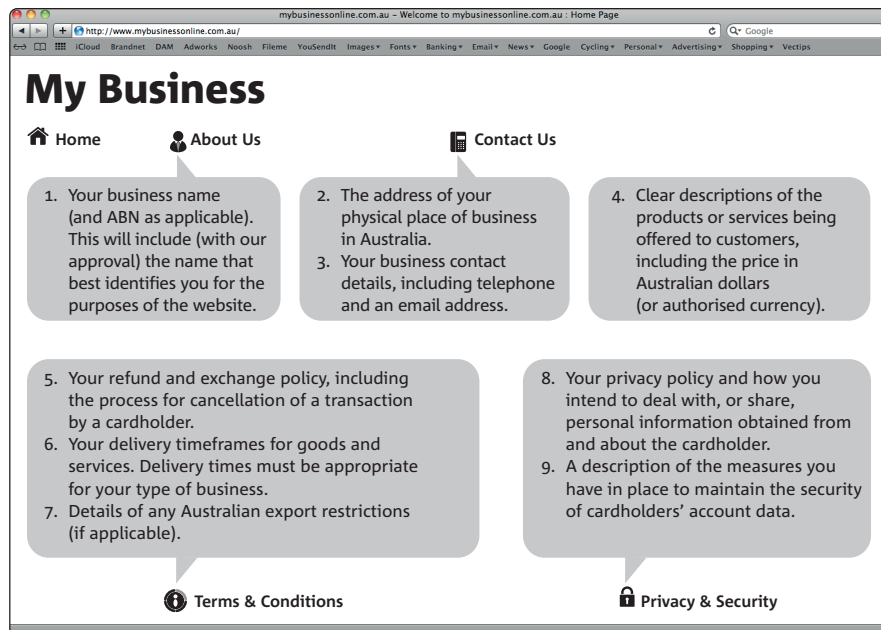 mybusinessonline.com.au – Welcome to mybusinessonline.com.au : Home Page
http://www.mybusinessonline.com.au/
Google
iCloud Brandnet DAM Adworks Noosh Fileme YouSendIt Images Fonts Banking Email News Google Cycling Personal Advertising Shopping Vectips
My Business
Home About Us Contact Us
1. Your business name
(and ABN as applicable).
This will include (with our
approval) the name that
best identifies you for the
purposes of the website.
2. The address of your
physical place of business
in Australia.
3. Your business contact
details, including telephone
and an email address.
4. Clear descriptions of the
products or services being
offered to customers,
including the price in
Australian dollars
(or authorised currency).
5. Your refund and exchange policy, including
the process for cancellation of a transaction
by a cardholder.
6. Your delivery timeframes for goods and
services. Delivery times must be appropriate
for your type of business.
7. Details of any Australian export restrictions
(if applicable).
8. Your privacy policy and how you
intend to deal with, or share,
personal information obtained from
and about the cardholder.
9. A description of the measures you
have in place to maintain the security
of cardholders’ account data.
Terms & Conditions
Privacy & Security